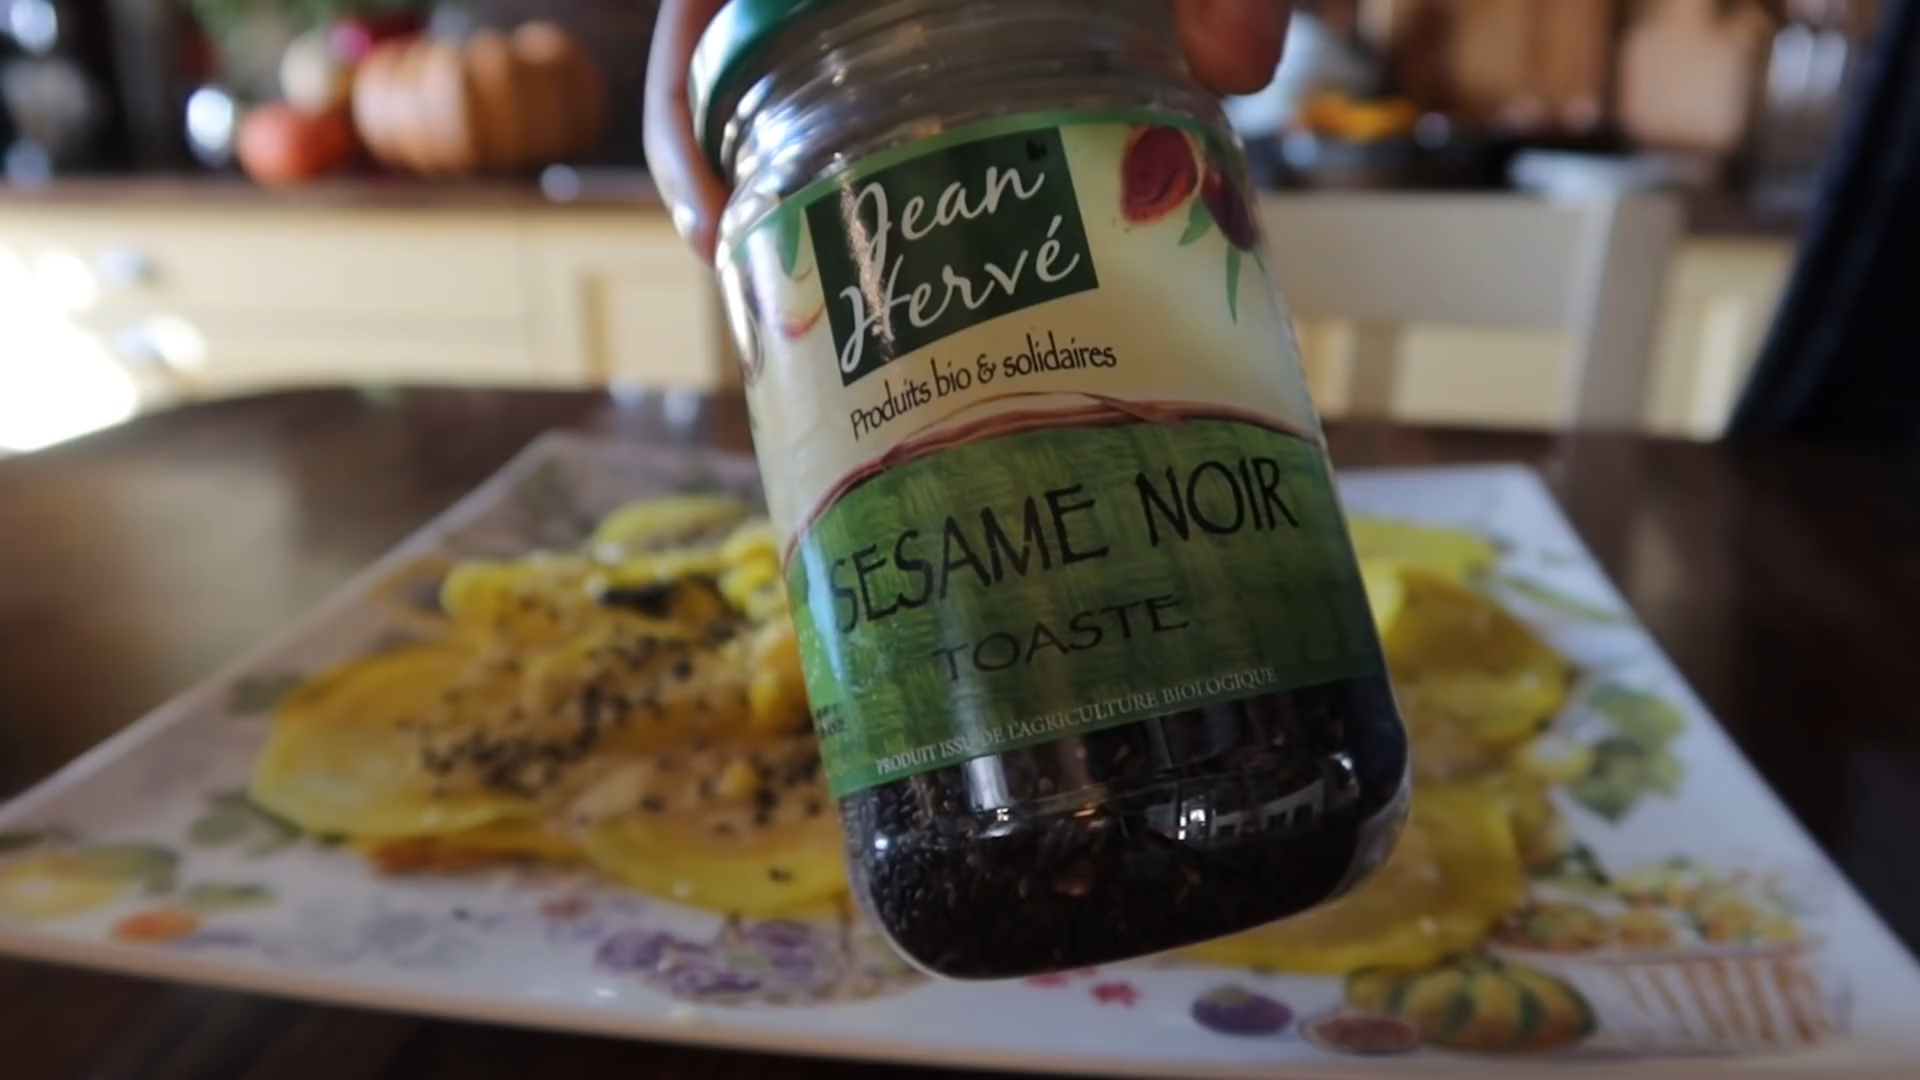 Jean
Hervé
Produits bio & solidaires
SESAME NOIR
TOASTE
PRODUIT ISSU DE L'AGRICULTURE BIOLOGIQUE